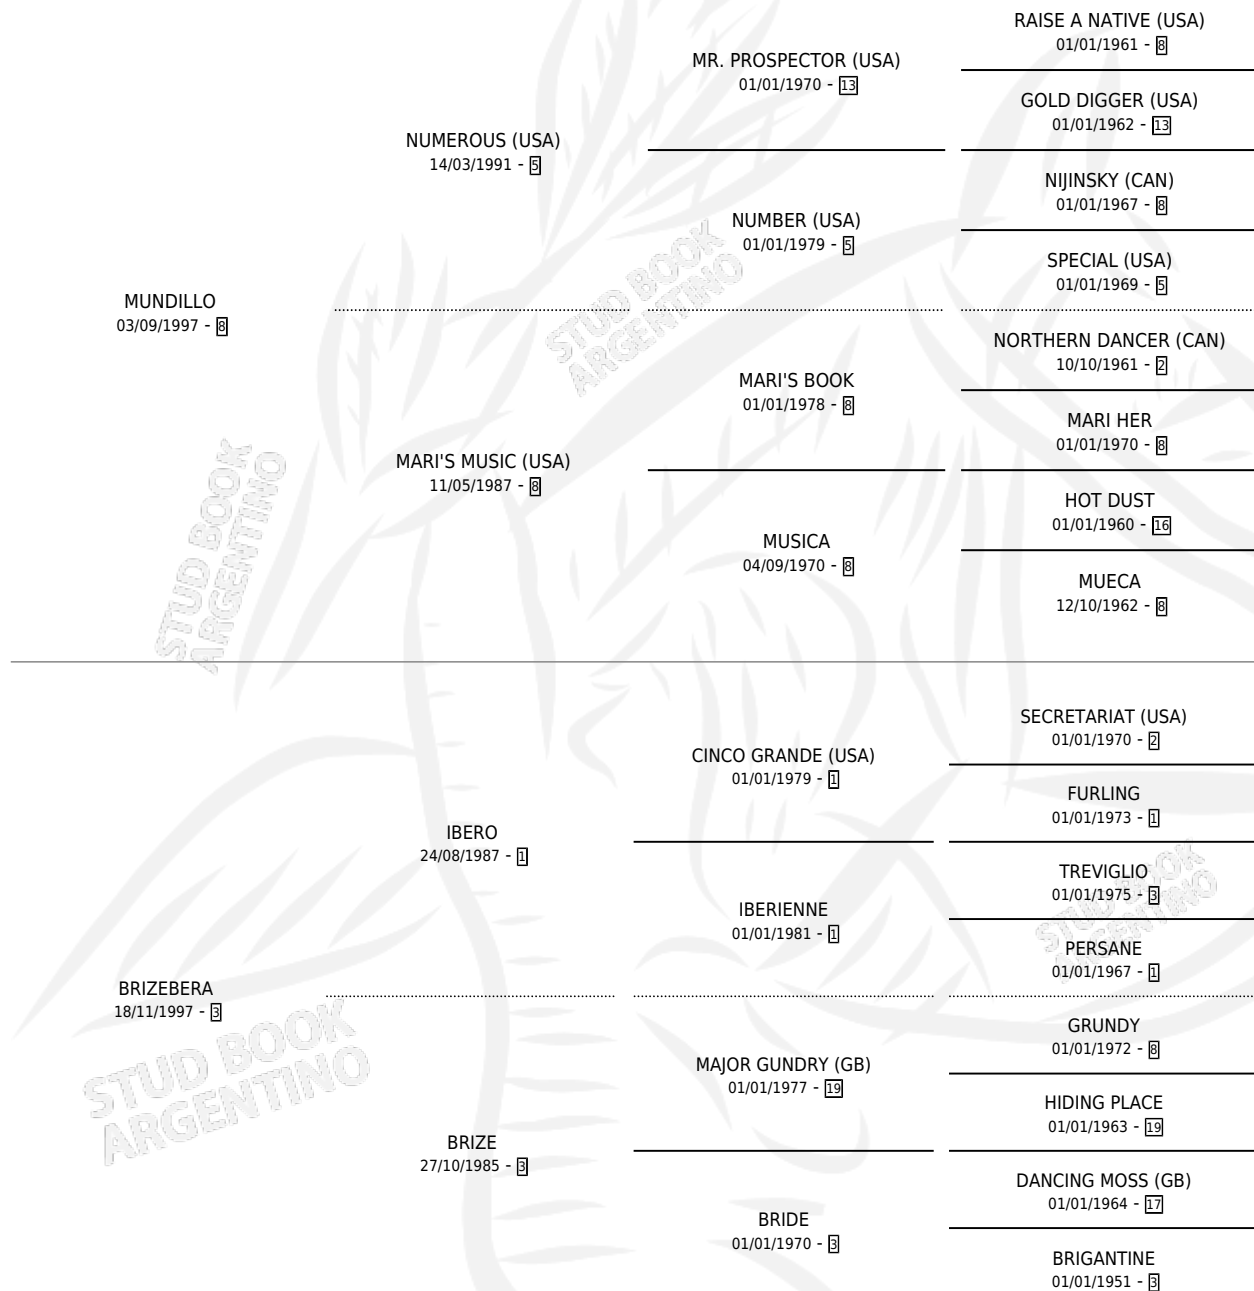 RAISE A NATIVE (USA)
01/01/1961 - 8
MR. PROSPECTOR (USA)
01/01/1970 - 13
GOLD DIGGER (USA)
01/01/1962 - 13
NUMEROUS (USA)
14/03/1991 - 5
NIJINSKY (CAN)
01/01/1967 - 8
NUMBER (USA)
01/01/1979 - 5
SPECIAL (USA)
01/01/1969 - 5
MUNDILLO
03/09/1997 - 8
NORTHERN DANCER (CAN)
10/10/1961 - 2
MARI'S BOOK
01/01/1978 - 8
MARI HER
01/01/1970 - 8
MARI'S MUSIC (USA)
11/05/1987 - 8
HOT DUST
01/01/1960 - 16
MUSICA
04/09/1970 - 8
MUECA
12/10/1962 - 8
SECRETARIAT (USA)
01/01/1970 - 2
CINCO GRANDE (USA)
01/01/1979 - 1
FURLING
01/01/1973 - 1
IBERO
24/08/1987 - 1
TREVIGLIO
01/01/1975 - 3
IBERIENNE
01/01/1981 - 1
PERSANE
01/01/1967 - 1
BRIZEBERA
18/11/1997 - 3
GRUNDY
01/01/1972 - 8
MAJOR GUNDRY (GB)
01/01/1977 - 19
HIDING PLACE
01/01/1963 - 19
BRIZE
27/10/1985 - 3
DANCING MOSS (GB)
01/01/1964 - 17
BRIDE
01/01/1970 - 3
BRIGANTINE
01/01/1951 - 3
STUD BOOK
ARGENTINO
STUD BOOK
ARGENTINO
STUD BOOK
ARGENTINO
STUD BOOK
ARGENTINO